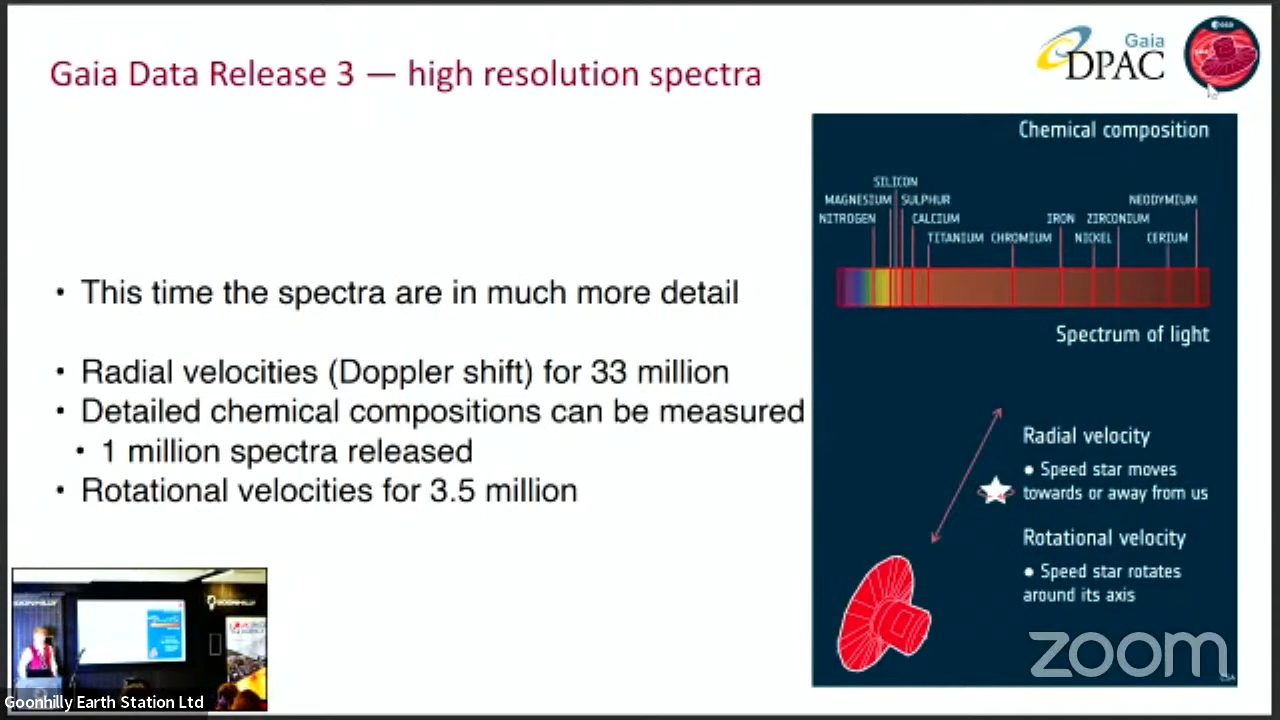 Gaia Data Release 3 — high resolution spectra
Gaia
DPAC
esa
Chemical composition
SILICON
MAGNESIUM SULPHUR NEODYMIUM
NITROGEN CALCIUM IRON ZIRCONIUM
TITANIUM CHROMIUM NICKEL CERIUM
Spectrum of light
• This time the spectra are in much more detail
• Radial velocities (Doppler shift) for 33 million
• Detailed chemical compositions can be measured
• 1 million spectra released
• Rotational velocities for 3.5 million
Radial velocity
● Speed star moves
towards or away from us
Rotational velocity
● Speed star rotates
around its axis
zoom
GOONHILLY
Goonhilly Earth Station Ltd